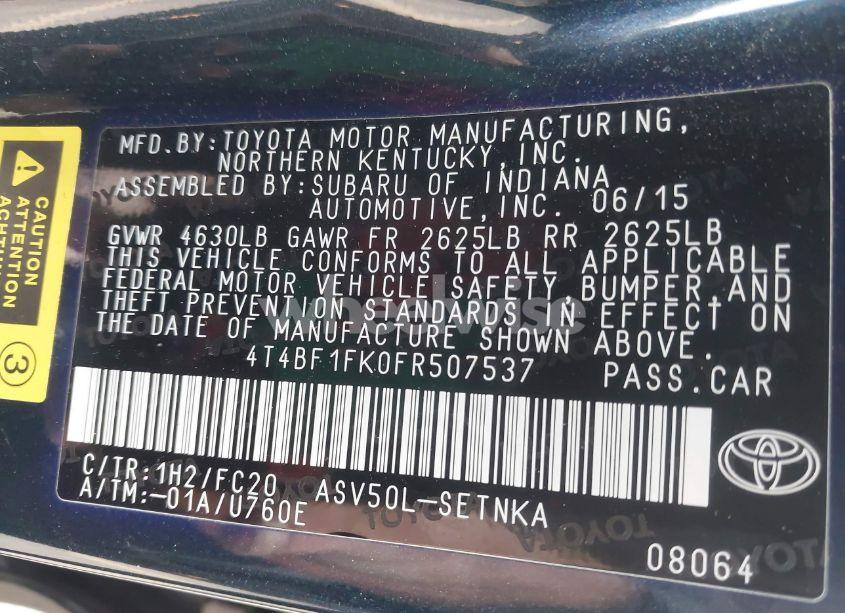 MFD.BY:TOYOTA MOTOR MANUFACTURING,
NORTHERN KENTUCKY,INC.
ASSEMBLED BY:SUBARU OF INDIANA
AUTOMOTIVE,INC. 06/15
GVWR 4630LB GAWR FR 2625LB RR 2625LB
THIS VEHICLE CONFORMS TO ALL APPLICABLE
FEDERAL MOTOR VEHICLE SAFETY,BUMPER,AND
THEFT PREVENTION STANDARDS IN EFFECT ON
THE DATE OF MANUFACTURE SHOWN ABOVE.
4T4BF1FK0FR507537 PASS.CAR
C/TR:1H2/FC20 ASV50L-SETNKA
A/TM:-01A/U760E
08064
CAUTION
ATTENTION
ACHTUNG
3
wheelwise
TOYOTA